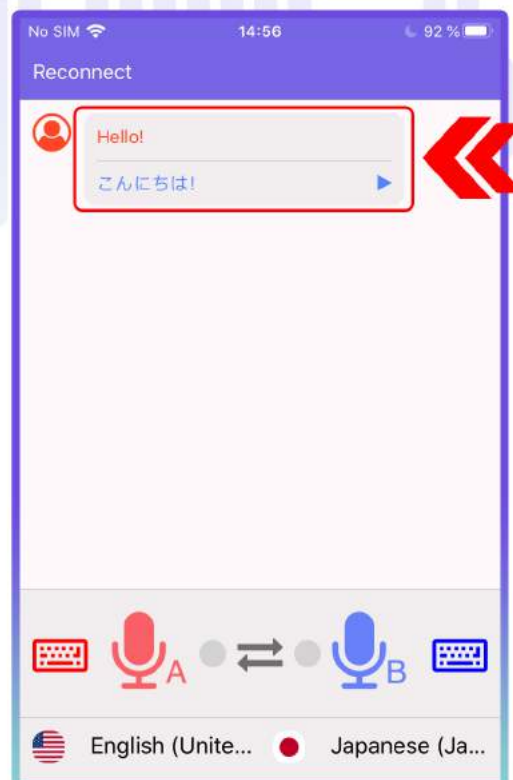 No SIM 14:56 92 %
Reconnect
Hello!
こんにちは!
A B
English (Unite... Japanese (Ja...